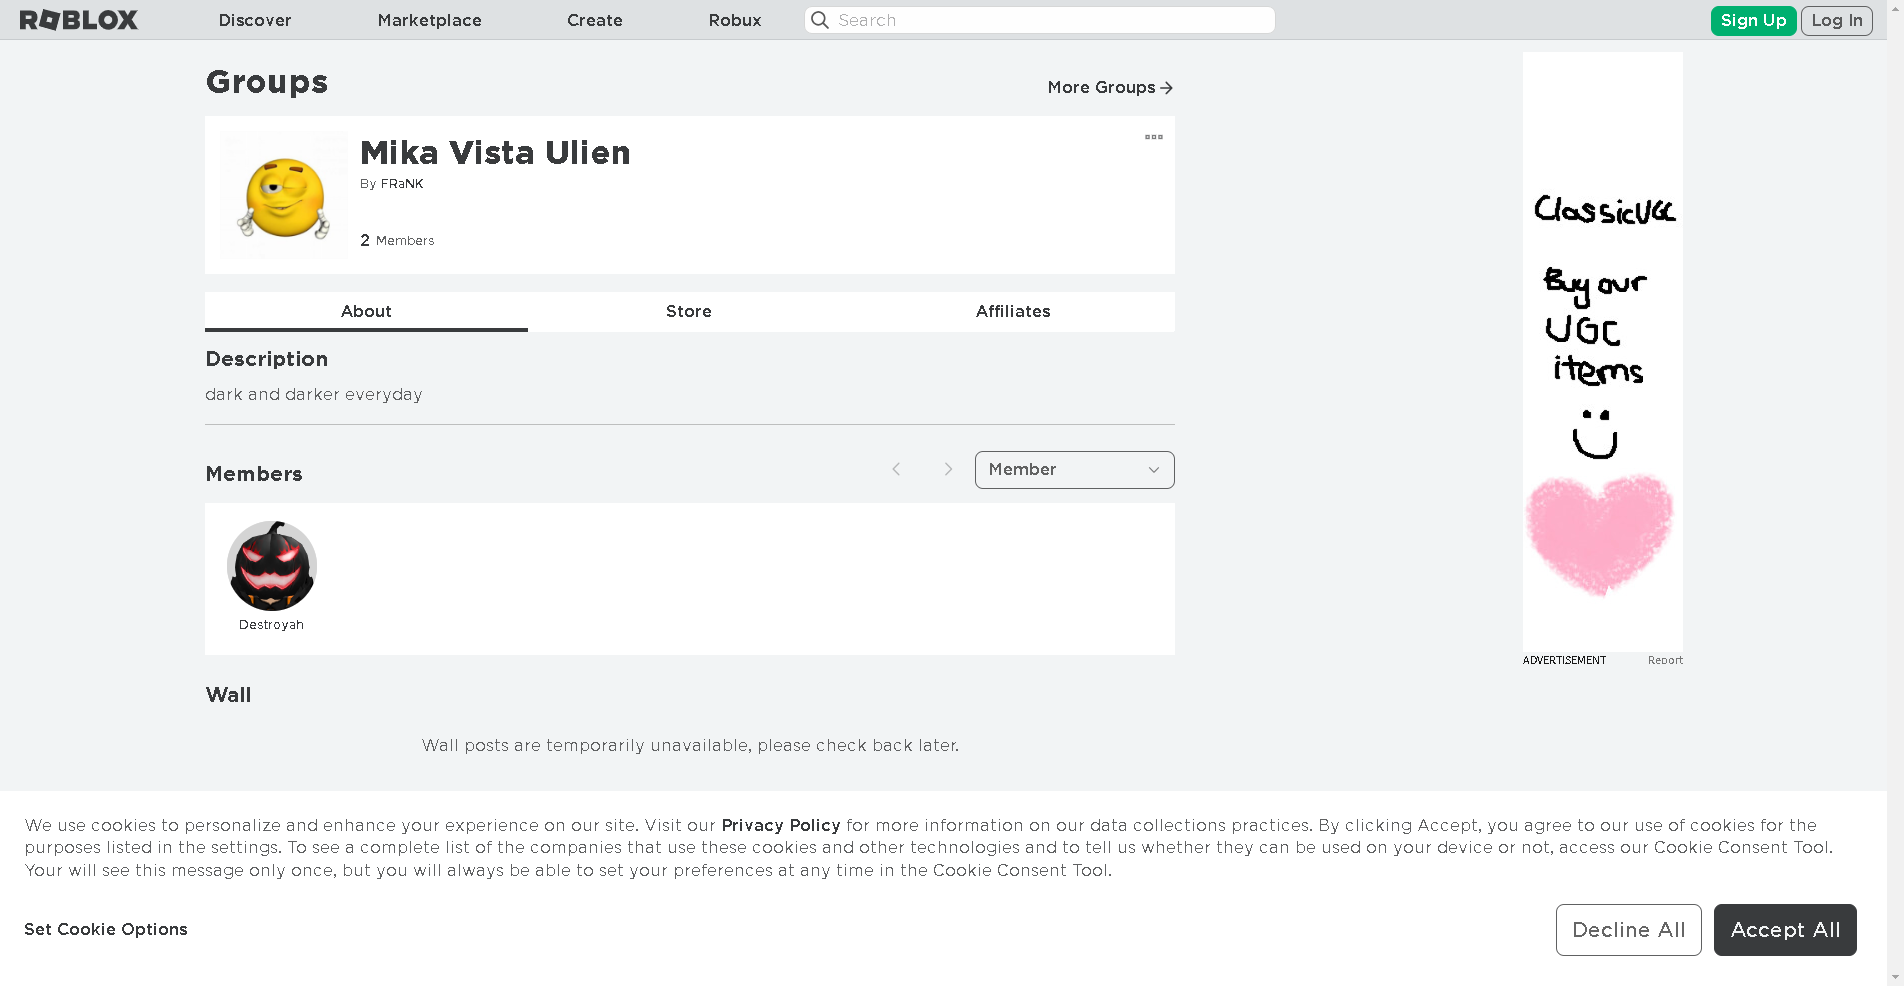 ROBLOX
Discover
Marketplace
Create
Robux
Search
Sign Up
Log In
Groups
More Groups
Mika Vista Ulien
By FRaNK
2 Members
About
Store
Affiliates
Description
dark and darker everyday
Members
Member
Destroyah
Wall
Wall posts are temporarily unavailable, please check back later.
ClassicUGC
Buy our
UGC
items
ADVERTISEMENT
Report
We use cookies to personalize and enhance your experience on our site. Visit our Privacy Policy for more information on our data collections practices. By clicking Accept, you agree to our use of cookies for the
purposes listed in the settings. To see a complete list of the companies that use these cookies and other technologies and to tell us whether they can be used on your device or not, access our Cookie Consent Tool.
Your will see this message only once, but you will always be able to set your preferences at any time in the Cookie Consent Tool.
Set Cookie Options
Decline All
Accept All